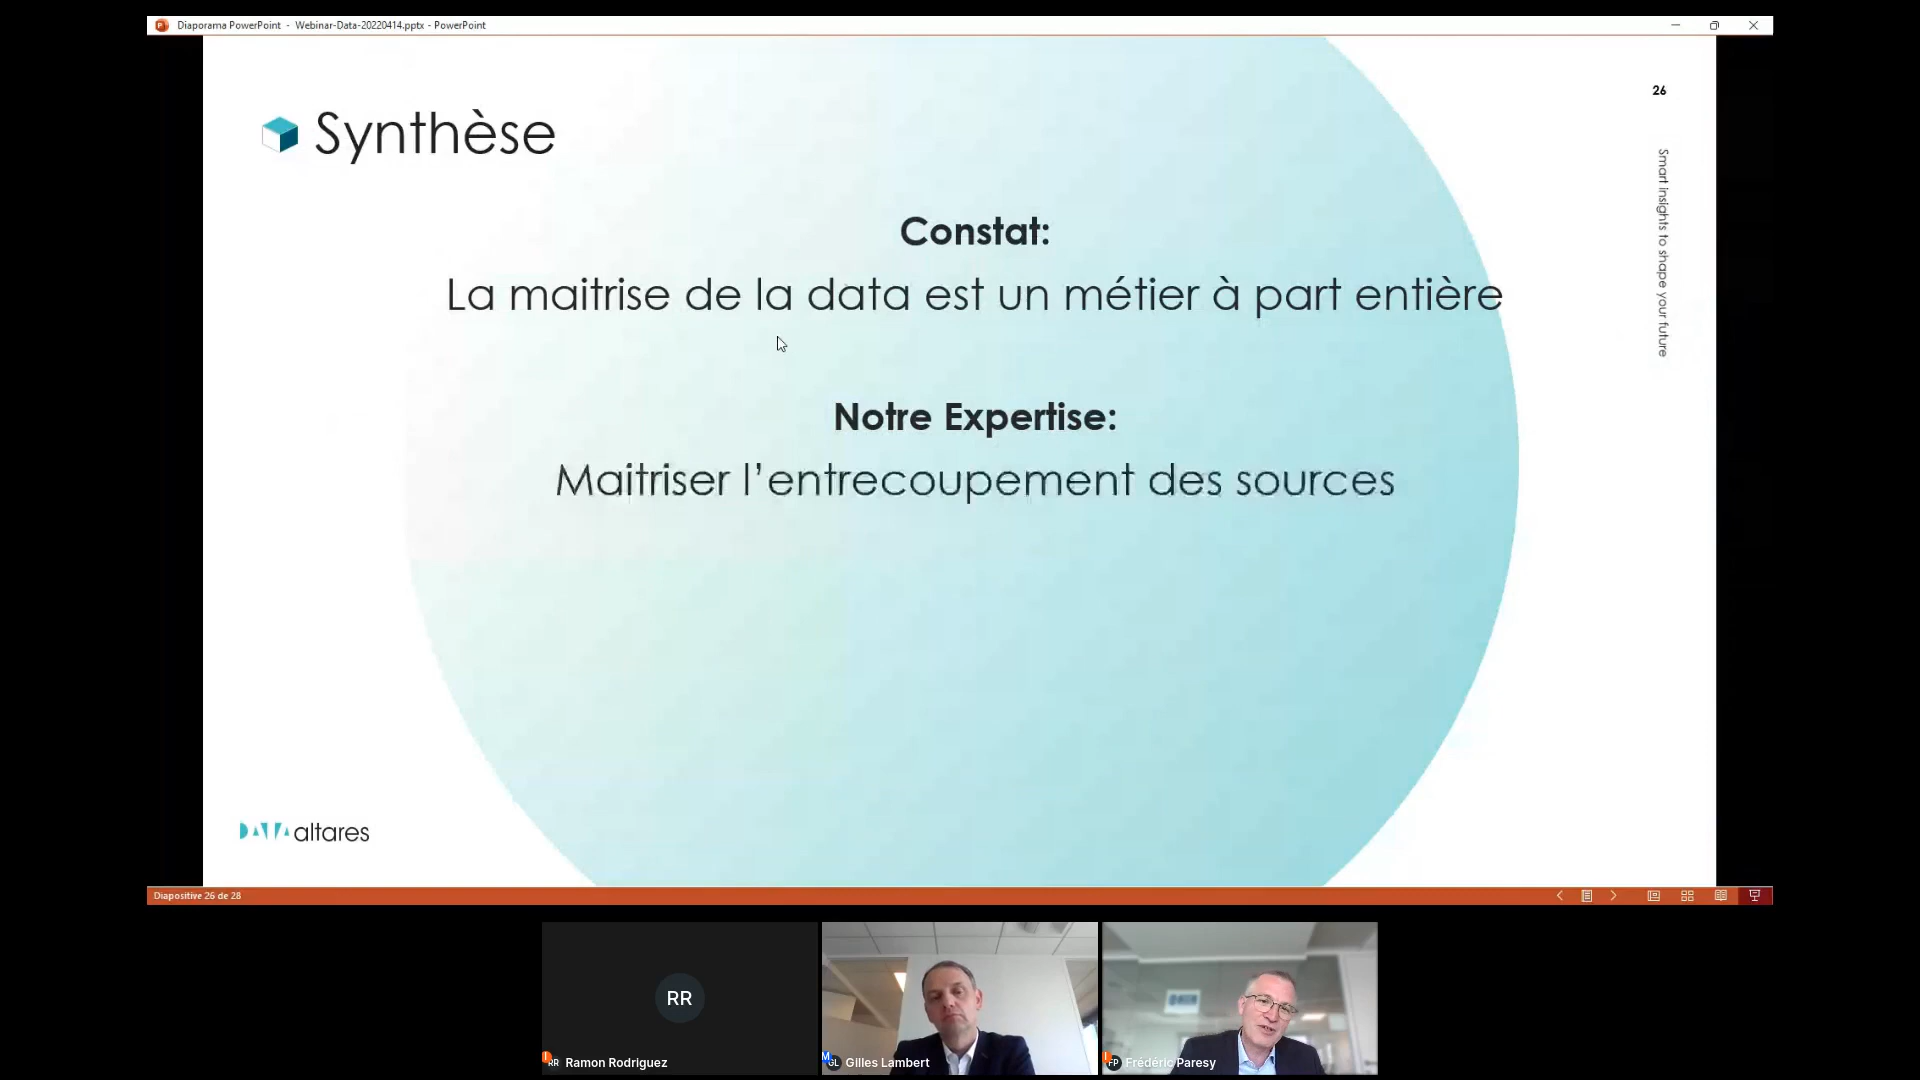 Diaporama PowerPoint - Webinar-Data-20220414.pptx - PowerPoint
26
Synthèse
Smart insights to shape your future
Constat:
La maitrise de la data est un métier à part entière
Notre Expertise:
Maitriser l'entrecoupement des sources
DATA altares
Diapositive 26 de 28
RR
RR Ramon Rodriguez
GL Gilles Lambert
FP Frédéric Paresy